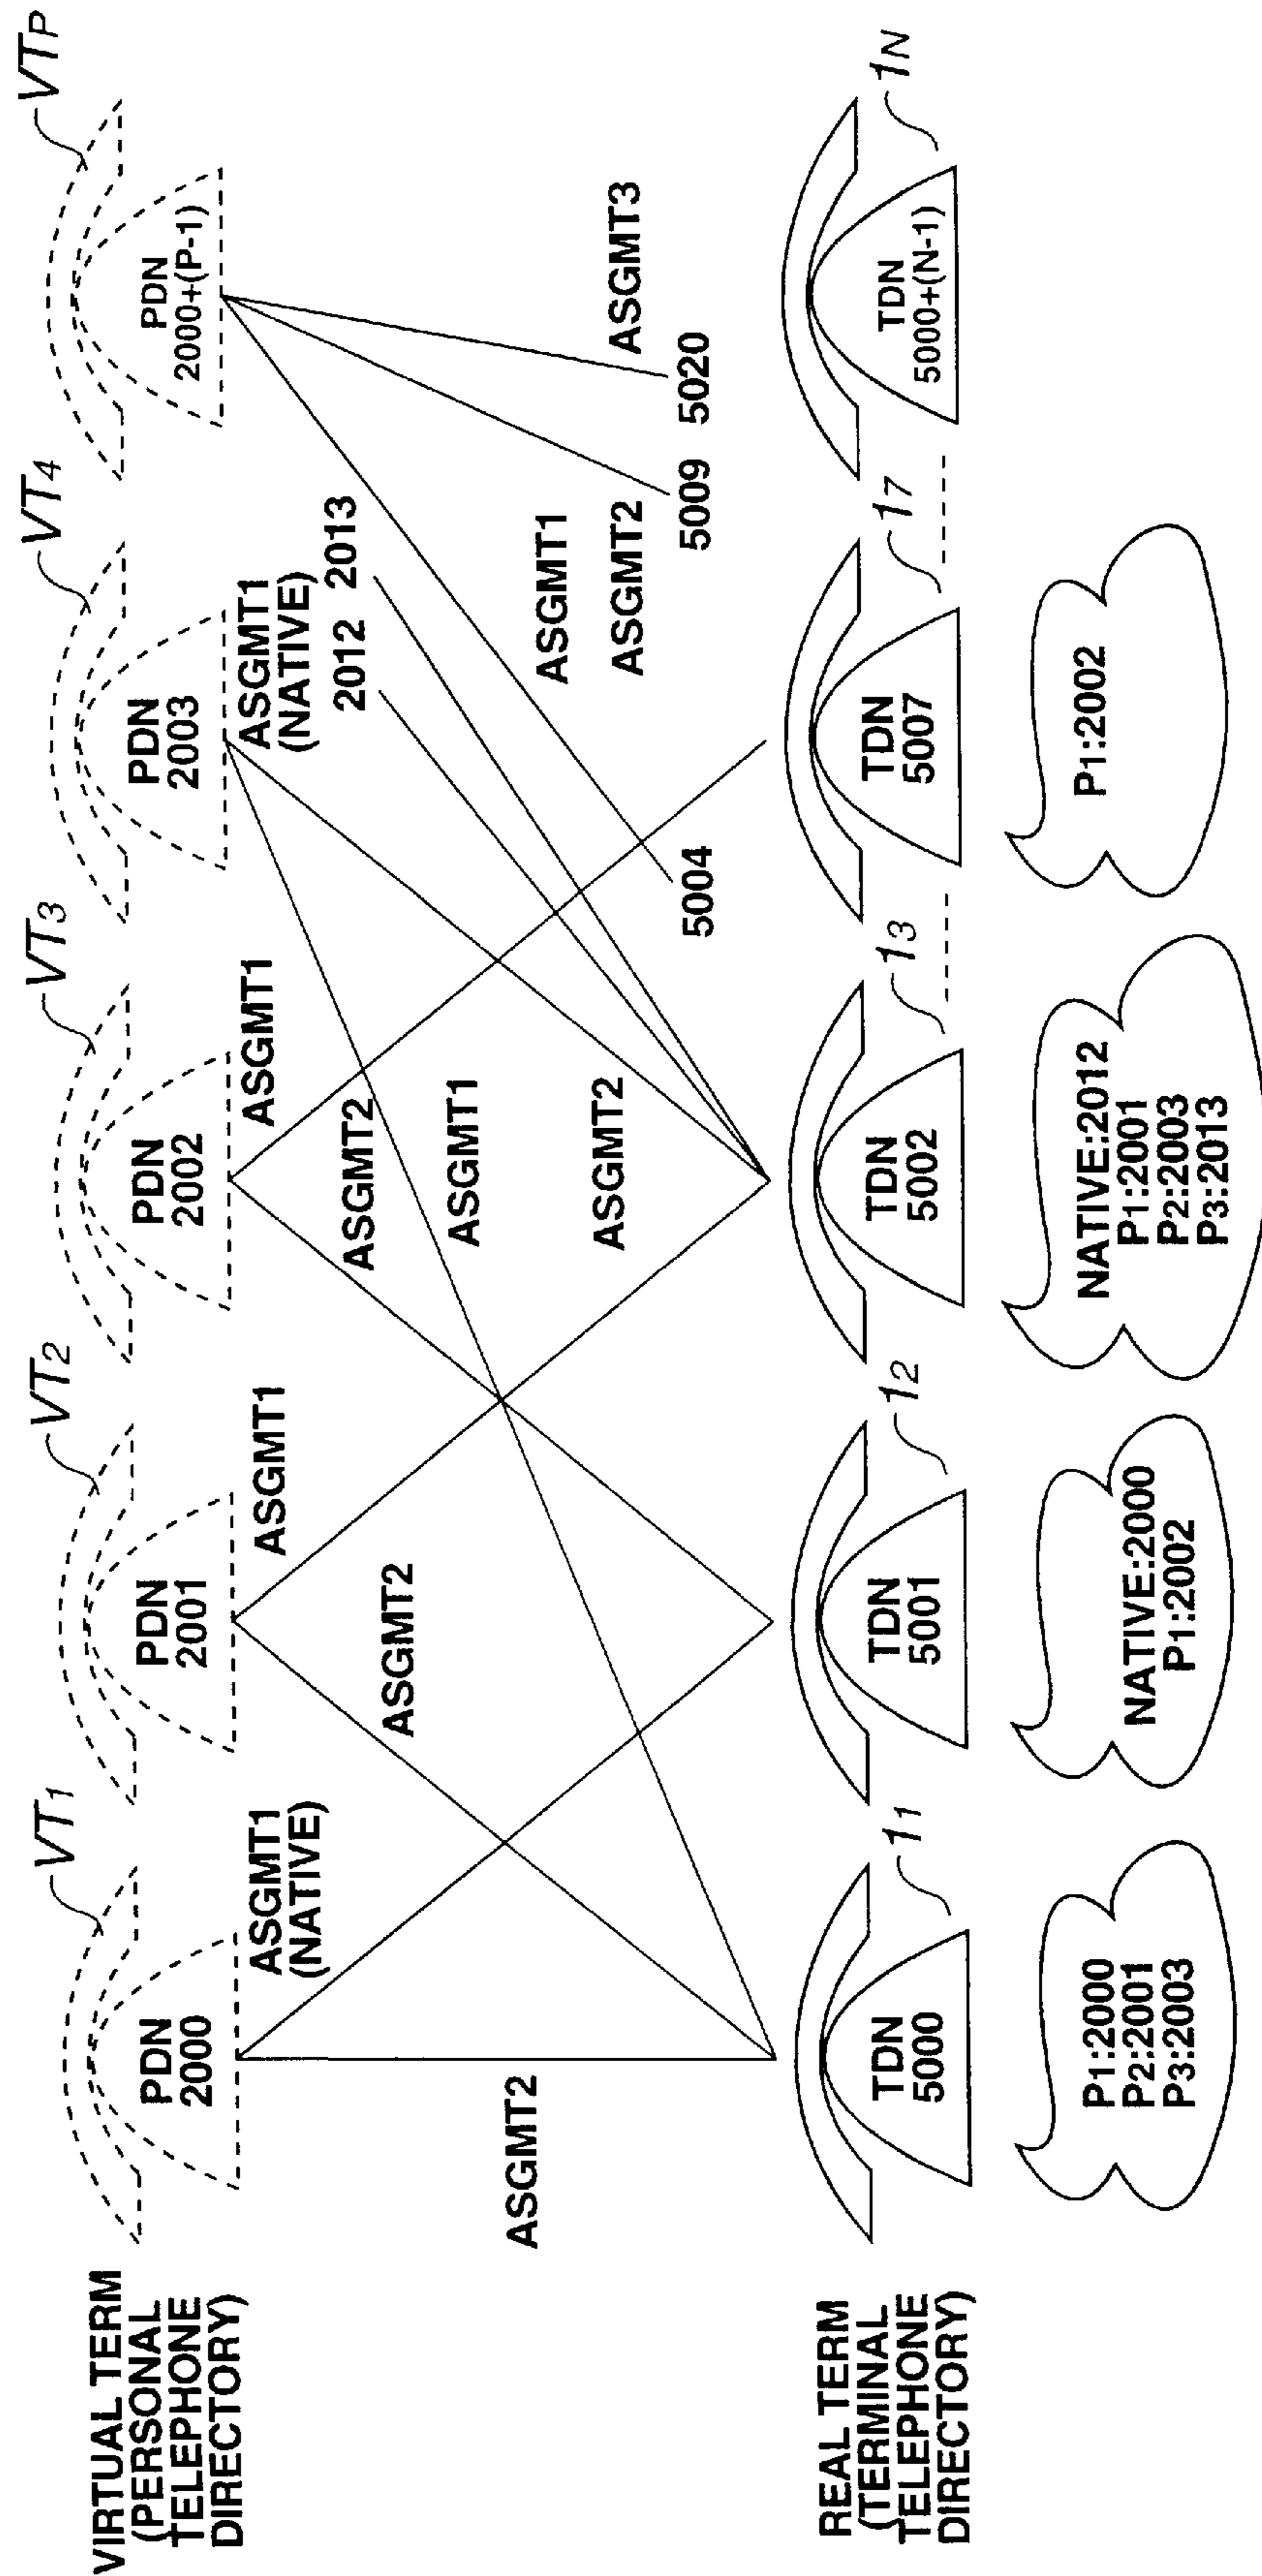 VIRTUAL TERM
(PERSONAL
TELEPHONE
DIRECTORY)
VT1
PDN
2000
VT2
PDN
2001
VT3
PDN
2002
VT4
PDN
2003
VTP
PDN
2000+(P-1)
ASGMT1
(NATIVE)
ASGMT1
ASGMT1
ASGMT1
(NATIVE)
2012
2013
ASGMT2
ASGMT2
ASGMT2
ASGMT1
ASGMT2
ASGMT1
ASGMT2
ASGMT3
5004
5009
5020
REAL TERM
(TERMINAL
TELEPHONE
DIRECTORY)
TDN
5000
11
TDN
5001
12
TDN
5002
13
TDN
5007
17
TDN
5000+(N-1)
1N
P1:2000
P2:2001
P3:2003
NATIVE:2000
P1:2002
NATIVE:2012
P1:2001
P2:2003
P3:2013
P1:2002